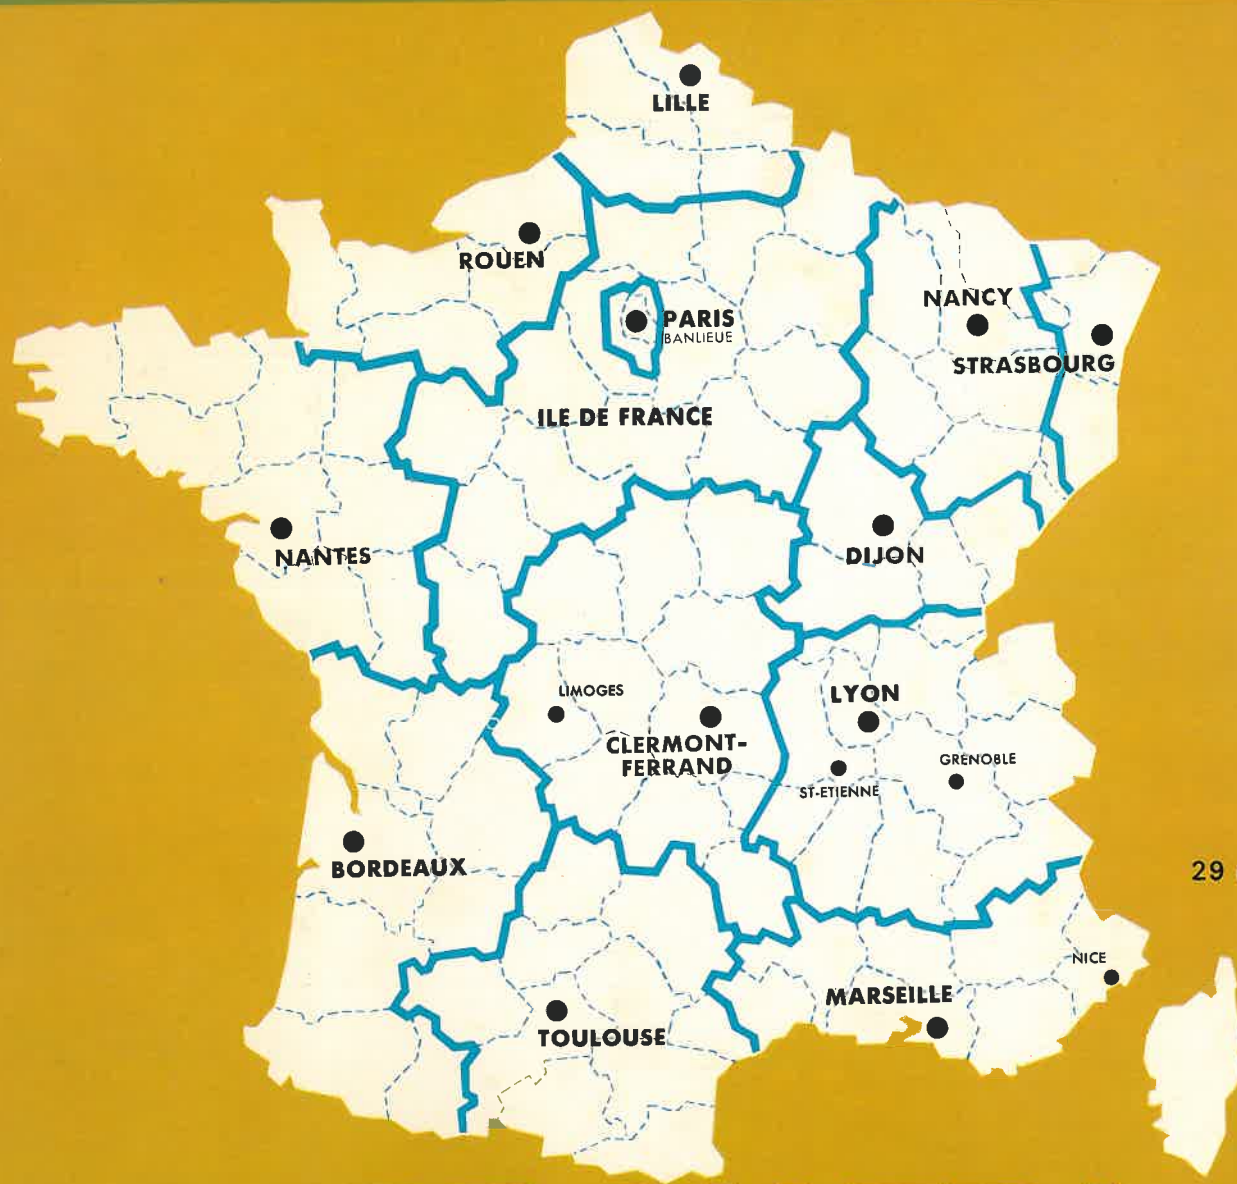 LILLE
ROUEN
NANCY
PARIS
BANLIEUE
STRASBOURG
ILE DE FRANCE
NANTES
DIJON
LIMOGES
LYON
CLERMONT-
FERRAND
GRENOBLE
ST-ETIENNE
BORDEAUX
29
NICE
MARSEILLE
TOULOUSE